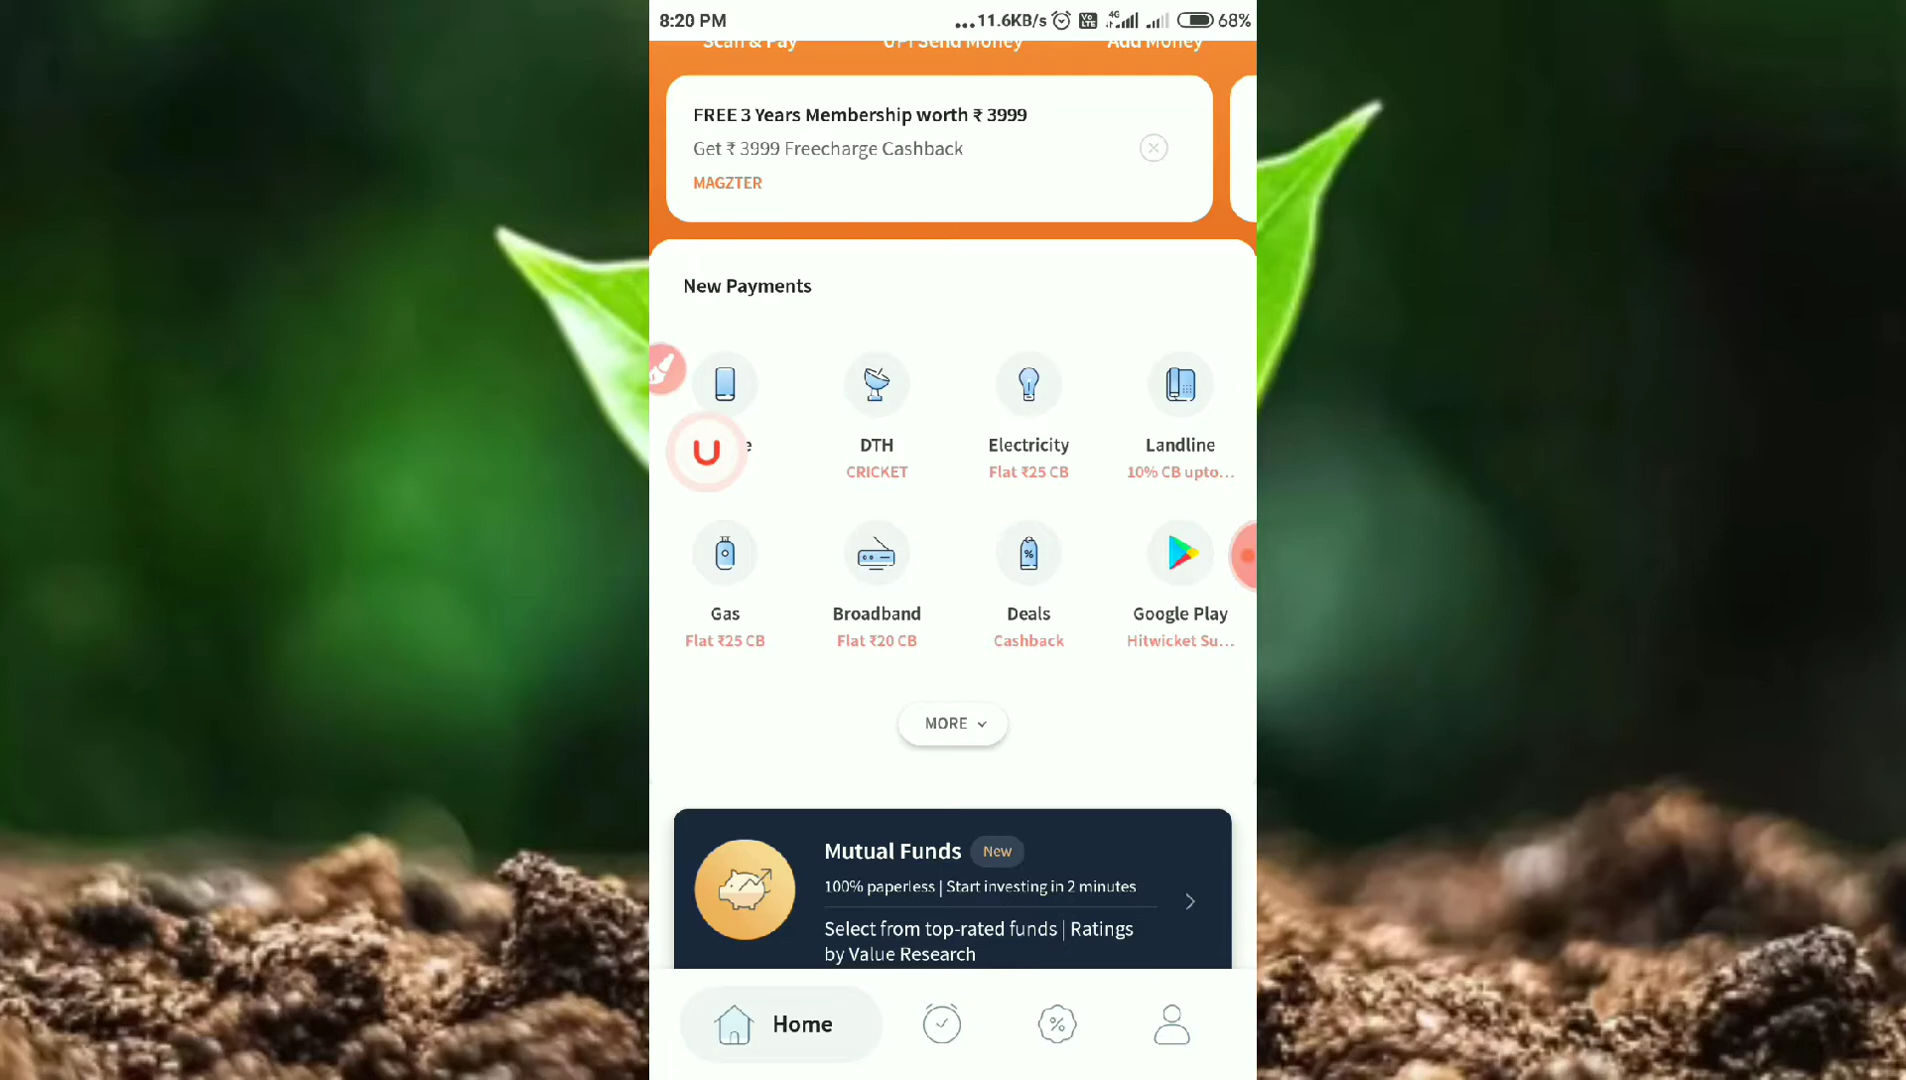 8:20 PM
...11.6KB/s 4G 68%
Scan & Pay UPI Send Money Add Money
FREE 3 Years Membership worth ₹ 3999
Get ₹ 3999 Freecharge Cashback
MAGZTER
New Payments
DTH Electricity Landline
CRICKET Flat ₹25 CB 10% CB upto...
Gas Broadband Deals Google Play
Flat ₹25 CB Flat ₹20 CB Cashback Hitwicket Su...
MORE
Mutual Funds New
100% paperless | Start investing in 2 minutes
Select from top-rated funds | Ratings
by Value Research
Home